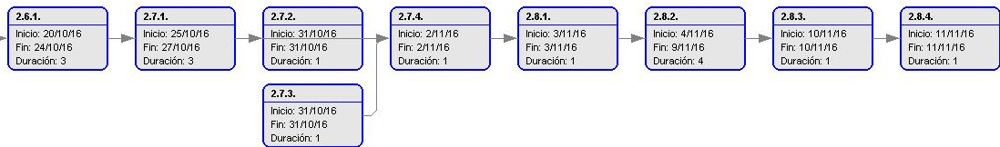 2.6.1.
Inicio: 20/10/16
Fin: 24/10/16
Duración: 3
2.7.1.
Inicio: 25/10/16
Fin: 27/10/16
Duración: 3
2.7.2.
Inicio: 31/10/16
Fin: 31/10/16
Duración: 1
2.7.4.
Inicio: 2/11/16
Fin: 2/11/16
Duración: 1
2.8.1.
Inicio: 3/11/16
Fin: 3/11/16
Duración: 1
2.8.2.
Inicio: 4/11/16
Fin: 9/11/16
Duración: 4
2.8.3.
Inicio: 10/11/16
Fin: 10/11/16
Duración: 1
2.8.4.
Inicio: 11/11/16
Fin: 11/11/16
Duración: 1
2.7.3.
Inicio: 31/10/16
Fin: 31/10/16
Duración: 1